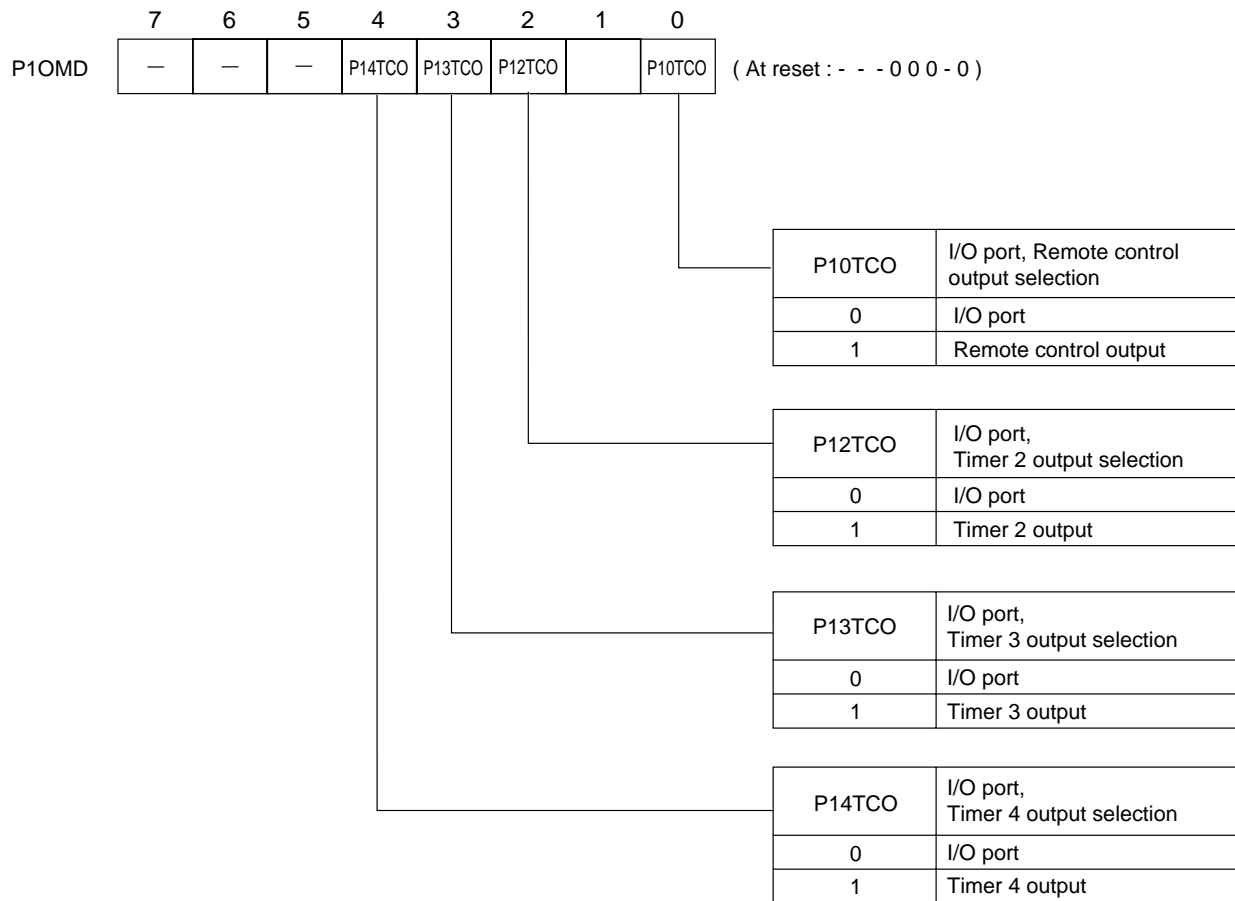 7 6 5 4 3 2 1 0
P1OMD — — — P14TCO P13TCO P12TCO P10TCO ( At reset : - - - 0 0 0 - 0 )
P10TCO I/O port, Remote control
output selection
0 I/O port
1 Remote control output
P12TCO I/O port,
Timer 2 output selection
0 I/O port
1 Timer 2 output
P13TCO I/O port,
Timer 3 output selection
0 I/O port
1 Timer 3 output
P14TCO I/O port,
Timer 4 output selection
0 I/O port
1 Timer 4 output